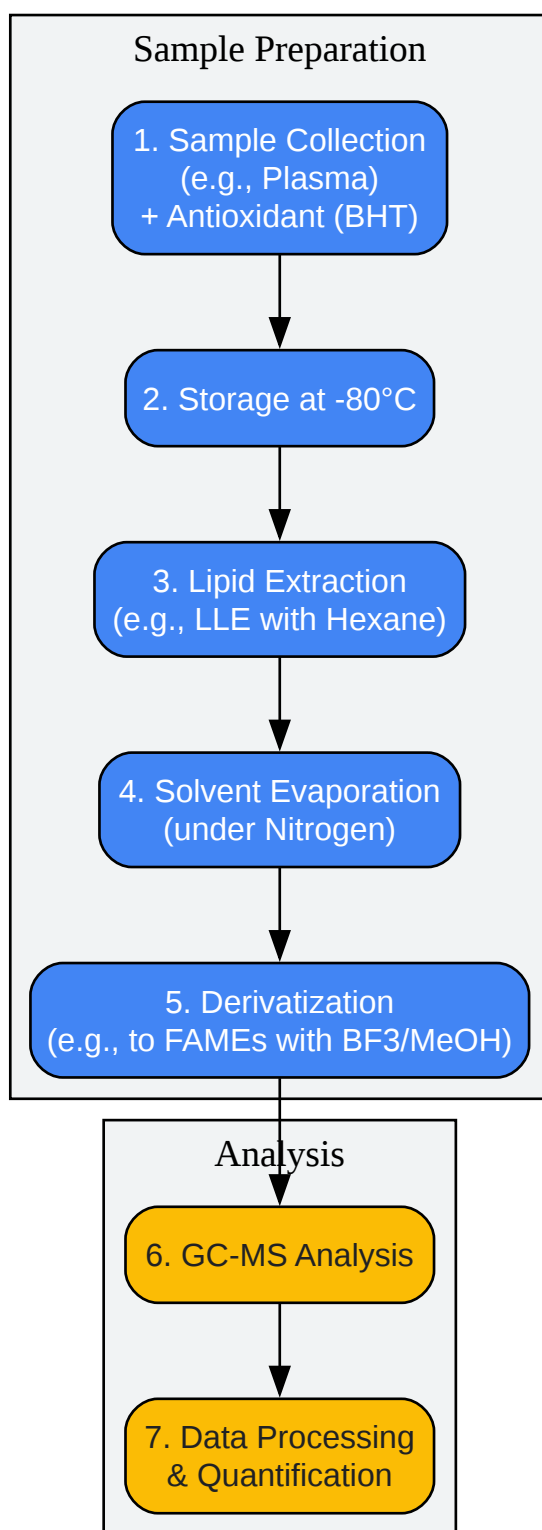 Sample Preparation
1. Sample Collection
(e.g., Plasma)
+ Antioxidant (BHT)
2. Storage at -80°C
3. Lipid Extraction
(e.g., LLE with Hexane)
4. Solvent Evaporation
(under Nitrogen)
5. Derivatization
(e.g., to FAMEs with BF3/MeOH)
Analysis
6. GC-MS Analysis
7. Data Processing
& Quantification